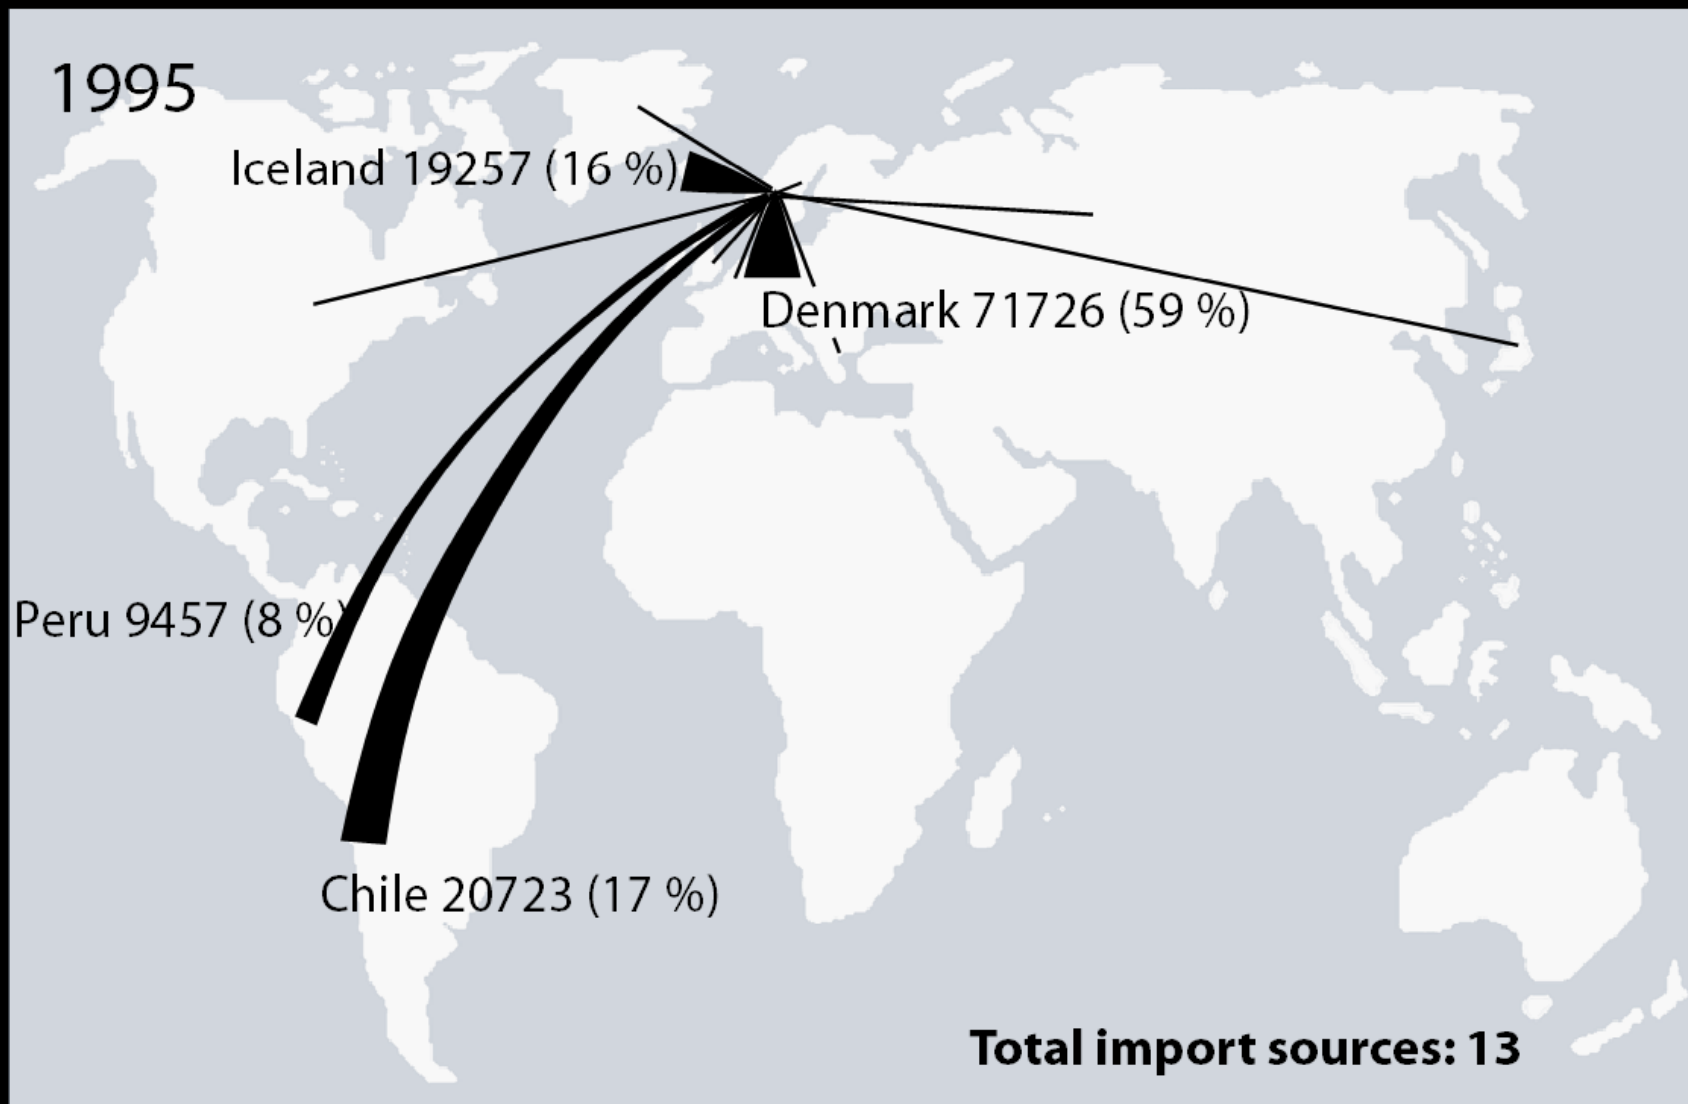 1995
Iceland 19257 (16 %)
Denmark 71726 (59 %)
Peru 9457 (8 %)
Chile 20723 (17 %)
Total import sources: 13